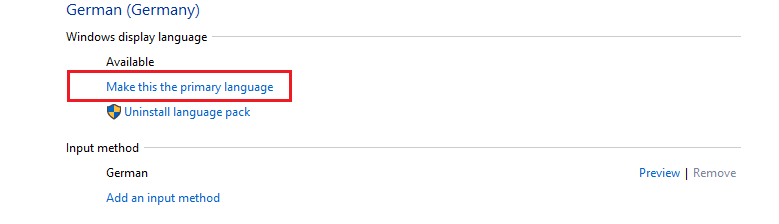 German (Germany)
Windows display language
Available
Make this the primary language
Uninstall language pack
Input method
German Preview | Remove
Add an input method